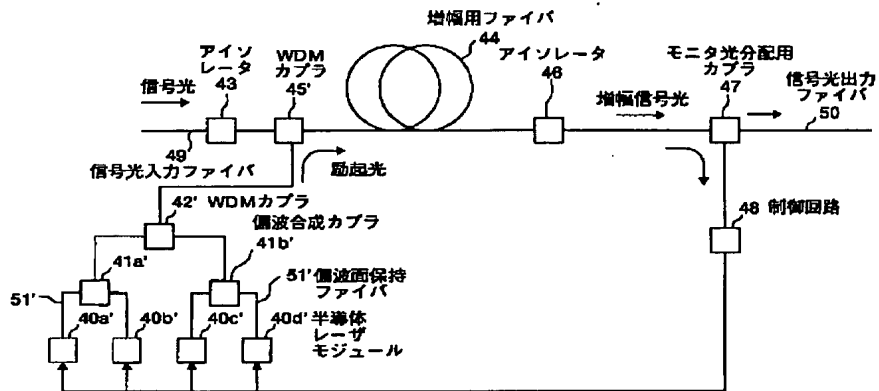 増幅用ファイバ
44
アイソレータ
43
WDM
カプラ
45'
アイソレータ
46
モニタ光分配用
カプラ
47
信号光出力
ファイバ
50
信号光
増幅信号光
49
信号光入力ファイバ
励起光
42' WDMカプラ
偏波合成カプラ
41b'
41a'
48 制御回路
51'
51' 偏波面保持
ファイバ
40a'
40b'
40c'
40d' 半導体
レーザ
モジュール